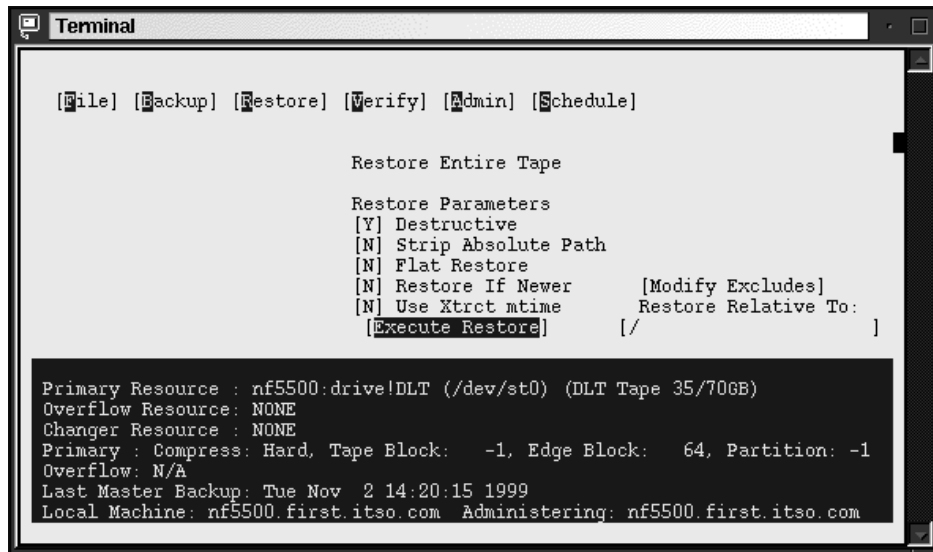 Terminal
[File] [Backup] [Restore] [Verify] [Admin] [Schedule]
Restore Entire Tape
Restore Parameters
[Y] Destructive
[N] Strip Absolute Path
[N] Flat Restore
[N] Restore If Newer [Modify Excludes]
[N] Use Xtrct mtime Restore Relative To:
[Execute Restore] [/ ]
Primary Resource : nf5500:drive!DLT (/dev/st0) (DLT Tape 35/70GB)
Overflow Resource: NONE
Changer Resource : NONE
Primary : Compress: Hard, Tape Block: -1, Edge Block: 64, Partition: -1
Overflow: N/A
Last Master Backup: Tue Nov 2 14:20:15 1999
Local Machine: nf5500.first.itso.com Administering: nf5500.first.itso.com